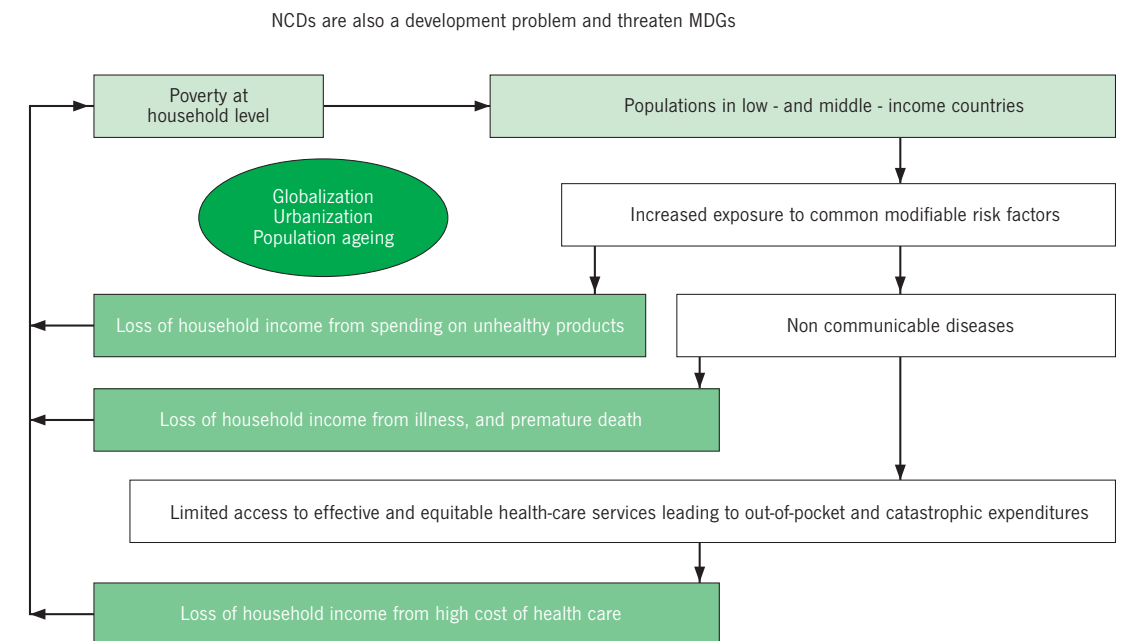 NCDs are also a development problem and threaten MDGs
Poverty at
household level
Populations in low - and middle - income countries
Globalization
Urbanization
Population ageing
Increased exposure to common modifiable risk factors
Loss of household income from spending on unhealthy products
Non communicable diseases
Loss of household income from illness, and premature death
Limited access to effective and equitable health-care services leading to out-of-pocket and catastrophic expenditures
Loss of household income from high cost of health care